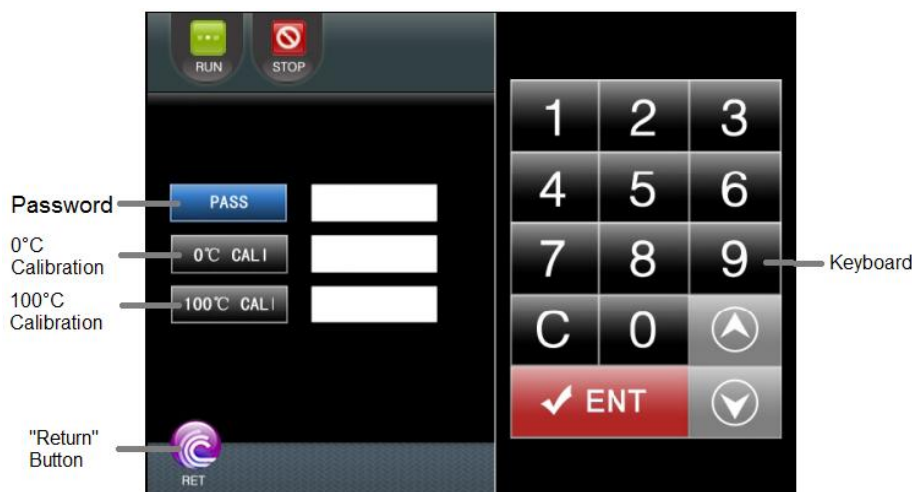 RUN STOP
1 2 3
Password PASS
4 5 6
0°C
Calibration
0℃ CALI
7 8 9
Keyboard
100°C
Calibration
100℃ CALI
C 0
✓ ENT
"Return"
Button
RET